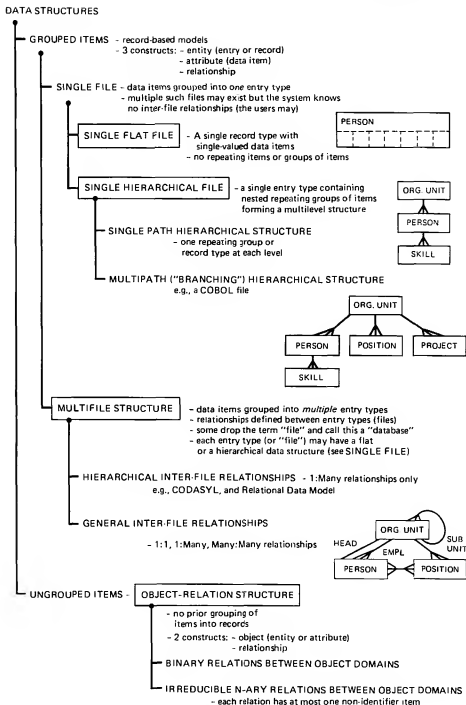 DATA STRUCTURES
GROUPED ITEMS - record-based models
- 3 constructs: - entity (entry or record)
- attribute (data item)
- relationship
SINGLE FILE - data items grouped into one entry type
- multiple such files may exist but the system knows
no inter-file relationships (the users may)
SINGLE FLAT FILE - A single record type with
single-valued data items
- no repeating items or groups of items
PERSON
SINGLE HIERARCHICAL FILE - a single entry type containing
nested repeating groups of items
forming a multilevel structure
ORG. UNIT
PERSON
SKILL
SINGLE PATH HIERARCHICAL STRUCTURE
- one repeating group or
record type at each level
MULTIPATH ("BRANCHING") HIERARCHICAL STRUCTURE
e.g., a COBOL file
ORG. UNIT
PERSON POSITION PROJECT
SKILL
MULTIFILE STRUCTURE - data items grouped into multiple entry types
- relationships defined between entry types (files)
- some drop the term "file" and call this a "database"
- each entry type (or "file") may have a flat
or a hierarchical data structure (see SINGLE FILE)
HIERARCHICAL INTER-FILE RELATIONSHIPS - 1:Many relationships only
e.g., CODASYL, and Relational Data Model
GENERAL INTER-FILE RELATIONSHIPS
- 1:1, 1:Many, Many:Many relationships
ORG. UNIT
SUB
UNIT
HEAD
EMPL
PERSON POSITION
UNGROUPED ITEMS - OBJECT-RELATION STRUCTURE
- no prior grouping of
items into records
- 2 constructs: - object (entity or attribute)
- relationship
BINARY RELATIONS BETWEEN OBJECT DOMAINS
IRREDUCIBLE N-ARY RELATIONS BETWEEN OBJECT DOMAINS
- each relation has at most one non-identifier item